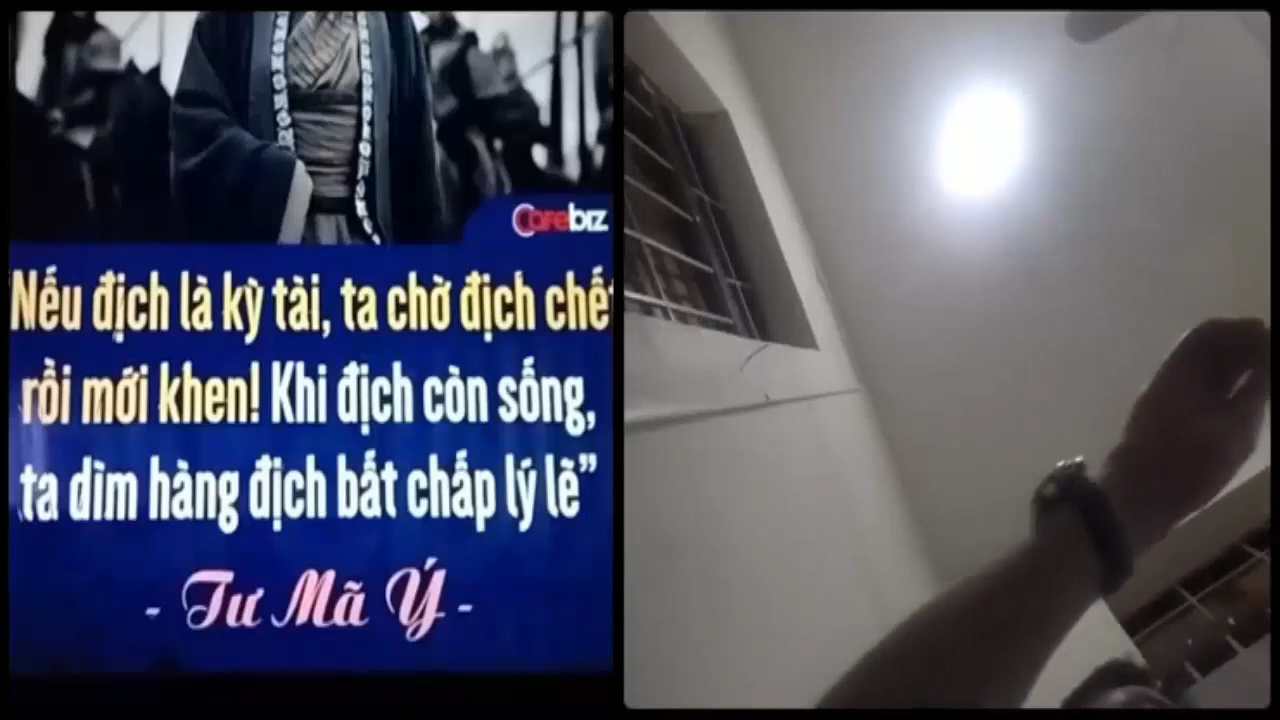 Cafebiz
"Nếu địch là kỳ tài, ta chờ địch chết
rồi mới khen! Khi địch còn sống,
ta dìm hàng địch bất chấp lý lẽ"
- Tư Mã Ý -